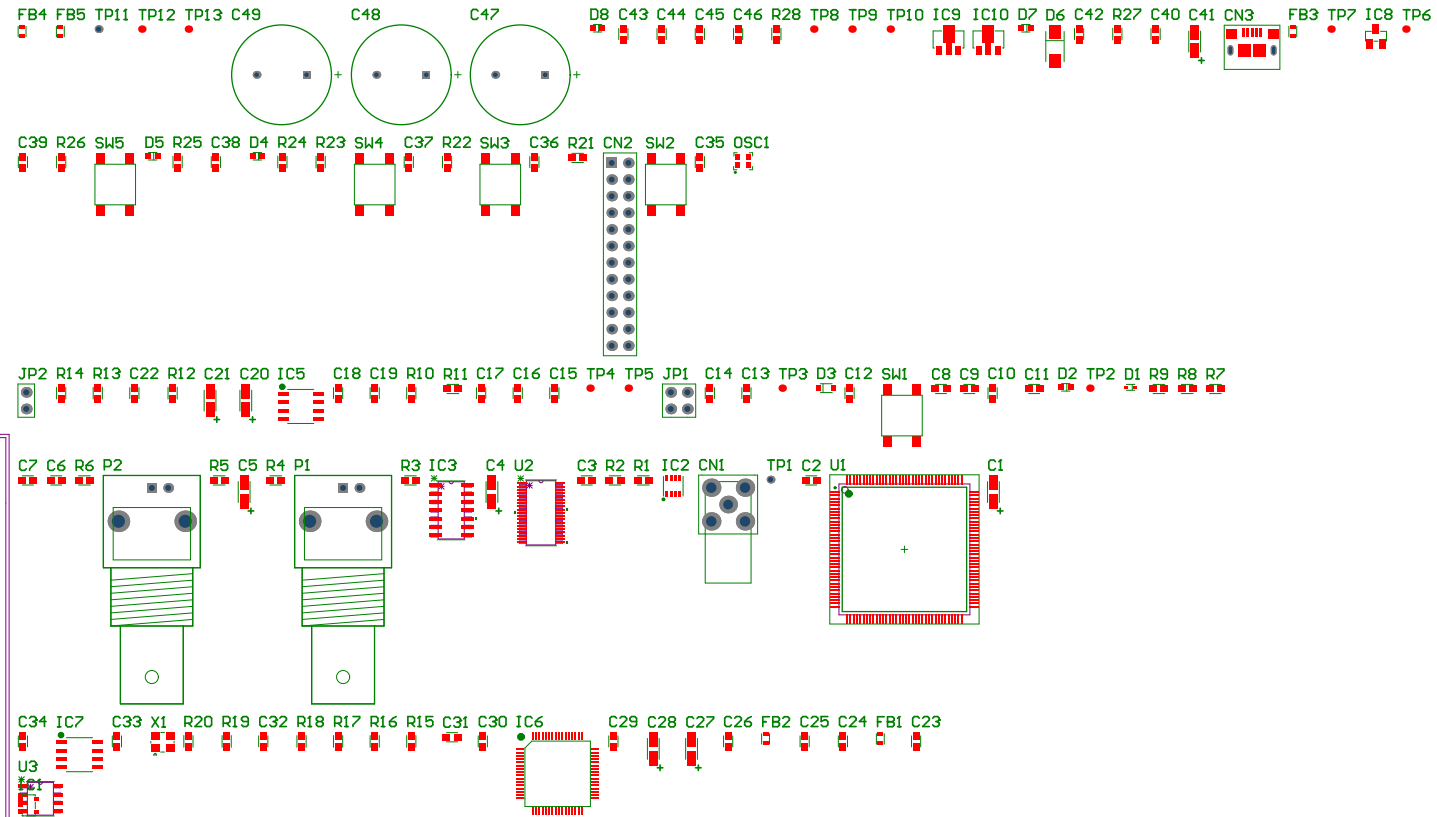 FB4 FB5 TP11 TP12 TP13 C49 C48 C47 D8 C43 C44 C45 C46 R28 TP8 TP9 TP10 IC9 IC10 D7 D6 C42 R27 C40 C41 CN3 FB3 TP7 IC8 TP6
C39 R26 SW5 D5 R25 C38 D4 R24 R23 SW4 C37 R22 SW3 C36 R21 CN2 SW2 C35 OSC1
JP2 R14 R13 C22 R12 C21 C20 IC5 C18 C19 R10 R11 C17 C16 C15 TP4 TP5 JP1 C14 C13 TP3 D3 C12 SW1 C8 C9 C10 C11 D2 TP2 D1 R9 R8 R7
C7 C6 R6 P2 R5 C5 R4 P1 R3 IC3 C4 U2 C3 R2 R1 IC2 CN1 TP1 C2 U1 C1
C34 IC7 C33 X1 R20 R19 C32 R18 R17 R16 R15 C31 C30 IC6 C29 C28 C27 C26 FB2 C25 C24 FB1 C23
U3